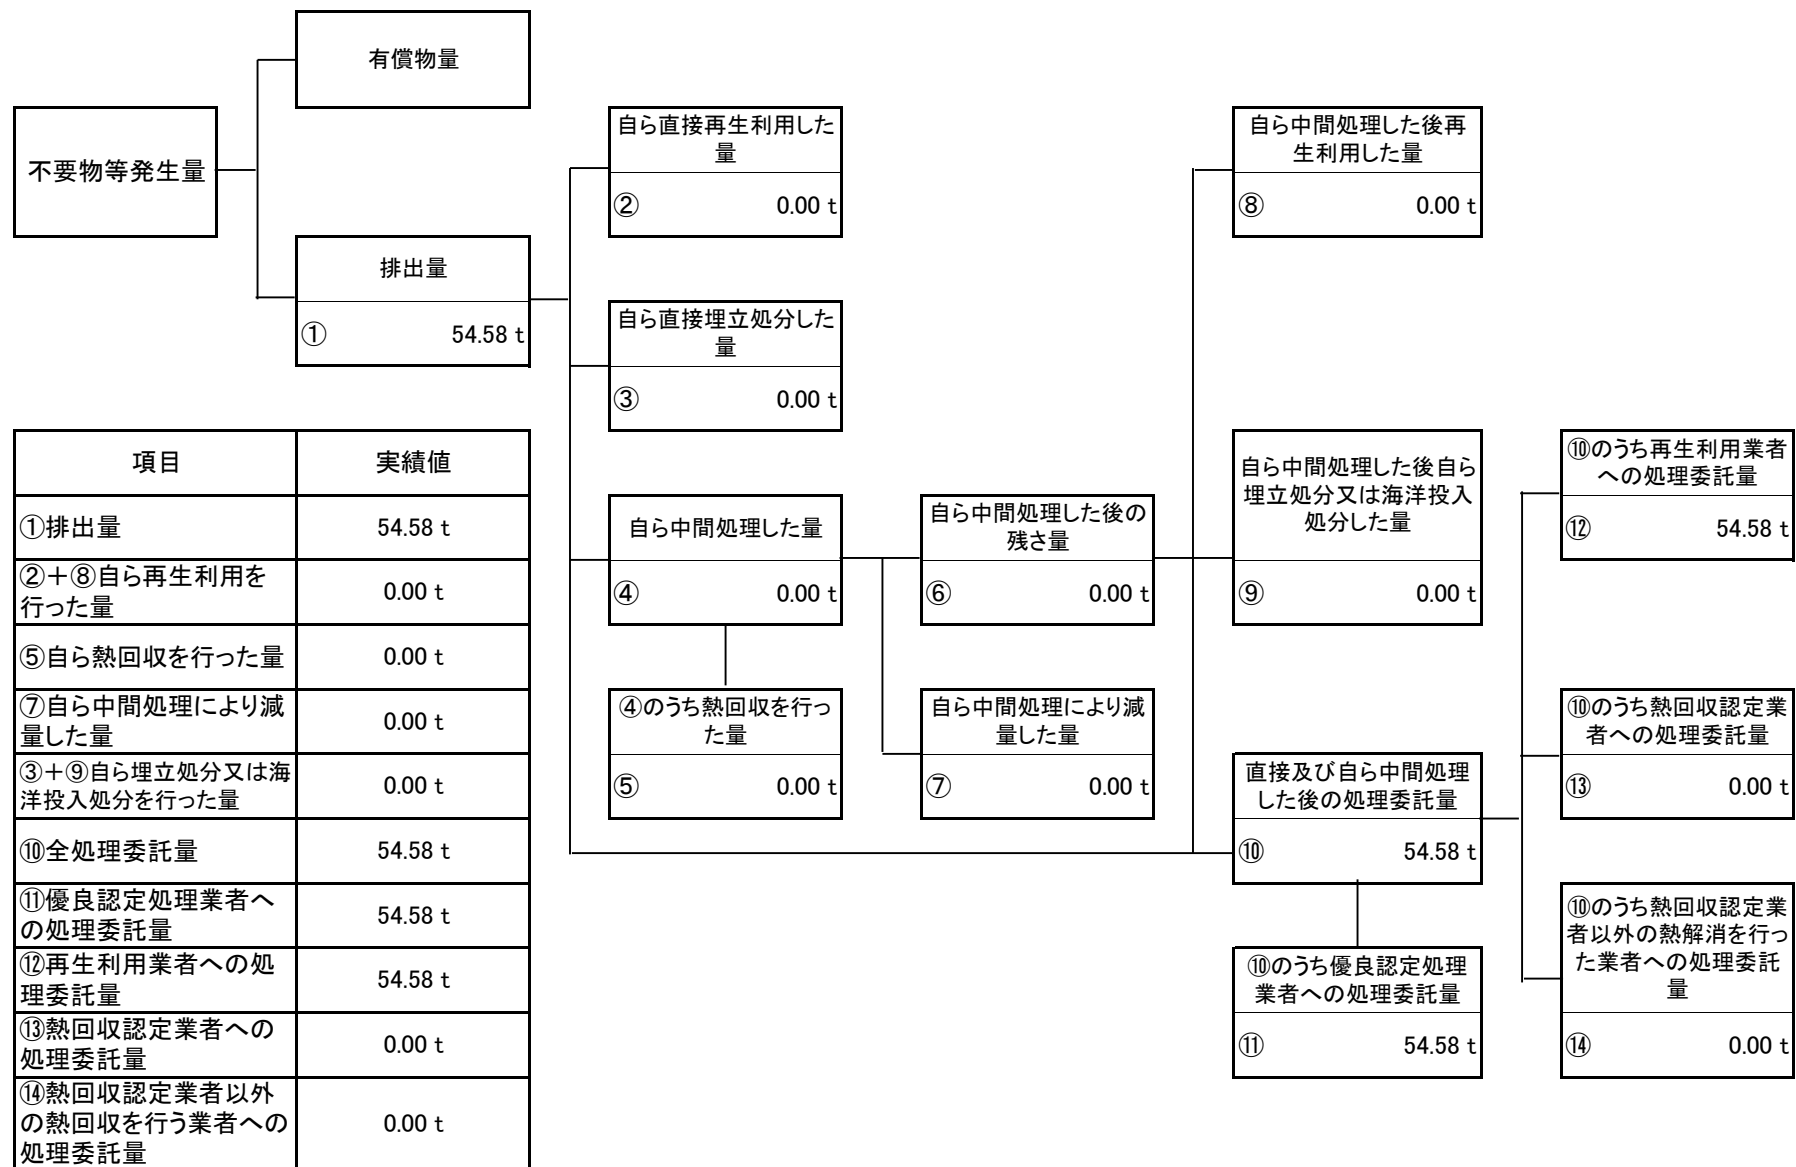 有償物量
不要物等発生量
排出量
① 54.58 t
自ら直接再生利用した
量
② 0.00 t
自ら直接埋立処分した
量
③ 0.00 t
自ら中間処理した量
④ 0.00 t
④のうち熱回収を行っ
た量
⑤ 0.00 t
自ら中間処理した後の
残さ量
⑥ 0.00 t
自ら中間処理により減
量した量
⑦ 0.00 t
自ら中間処理した後再
生利用した量
⑧ 0.00 t
自ら中間処理した後自ら
埋立処分又は海洋投入
処分した量
⑨ 0.00 t
直接及び自ら中間処理
した後の処理委託量
⑩ 54.58 t
⑩のうち優良認定処理
業者への処理委託量
⑪ 54.58 t
⑩のうち再生利用業者
への処理委託量
⑫ 54.58 t
⑩のうち熱回収認定業
者への処理委託量
⑬ 0.00 t
⑩のうち熱回収認定業
者以外の熱解消を行っ
た業者への処理委託
量
⑭ 0.00 t
項目 実績値
①排出量 54.58 t
②＋⑧自ら再生利用を
行った量 0.00 t
⑤自ら熱回収を行った量 0.00 t
⑦自ら中間処理により減
量した量 0.00 t
③＋⑨自ら埋立処分又は海
洋投入処分を行った量 0.00 t
⑩全処理委託量 54.58 t
⑪優良認定処理業者へ
の処理委託量 54.58 t
⑫再生利用業者への処
理委託量 54.58 t
⑬熱回収認定業者への
処理委託量 0.00 t
⑭熱回収認定業者以外
の熱回収を行う業者への
処理委託量 0.00 t